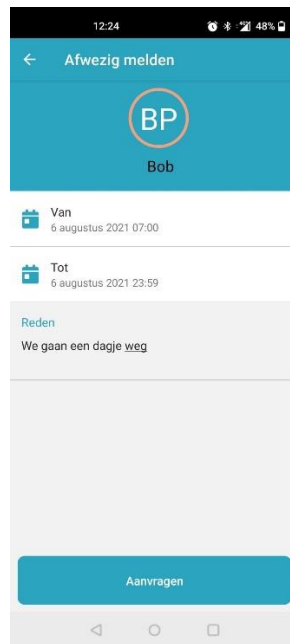 12:24
48%
Afwezig melden
BP
Bob
Van
6 augustus 2021 07:00
Tot
6 augustus 2021 23:59
Reden
We gaan een dagje weg
Aanvragen